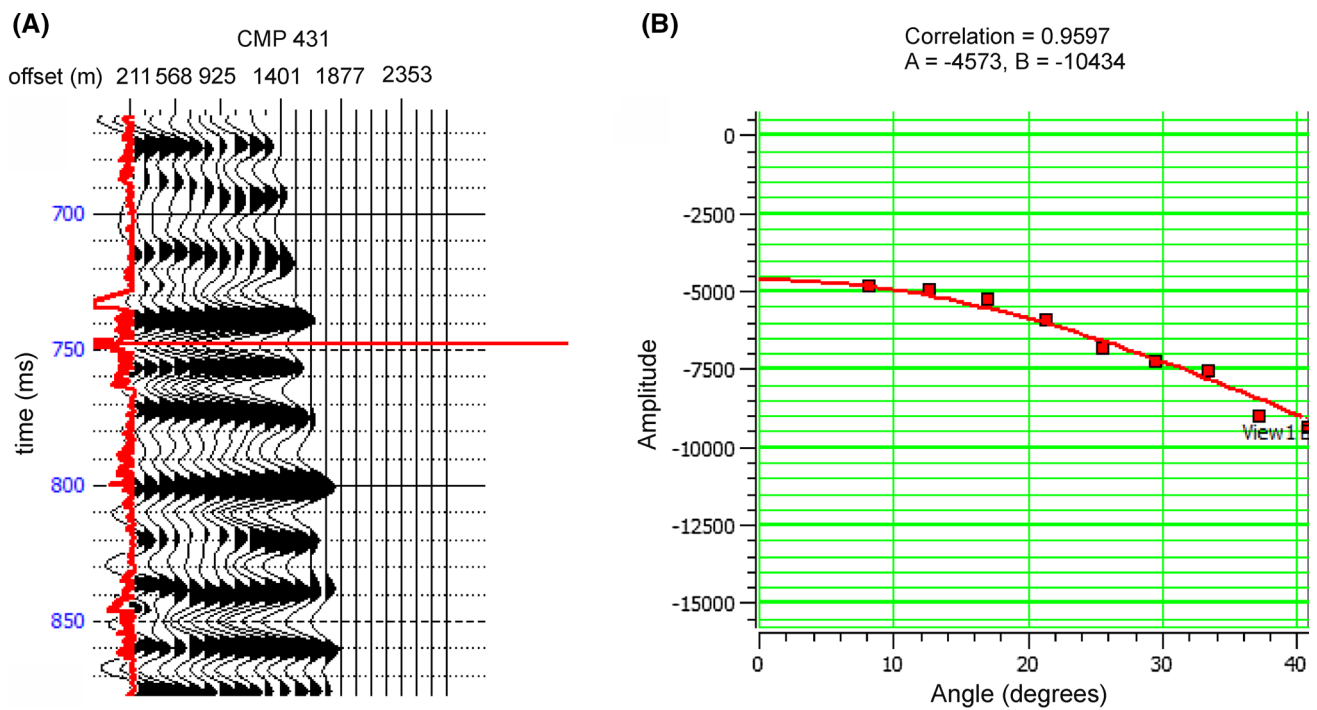 (A)
CMP 431
offset (m) 211 568 925 1401 1877 2353
700
750
800
850
time (ms)
(B)
Correlation = 0.9597
A = -4573, B = -10434
0
-2500
-5000
-7500
-10000
-12500
-15000
Amplitude
View1
0 10 20 30 40
Angle (degrees)